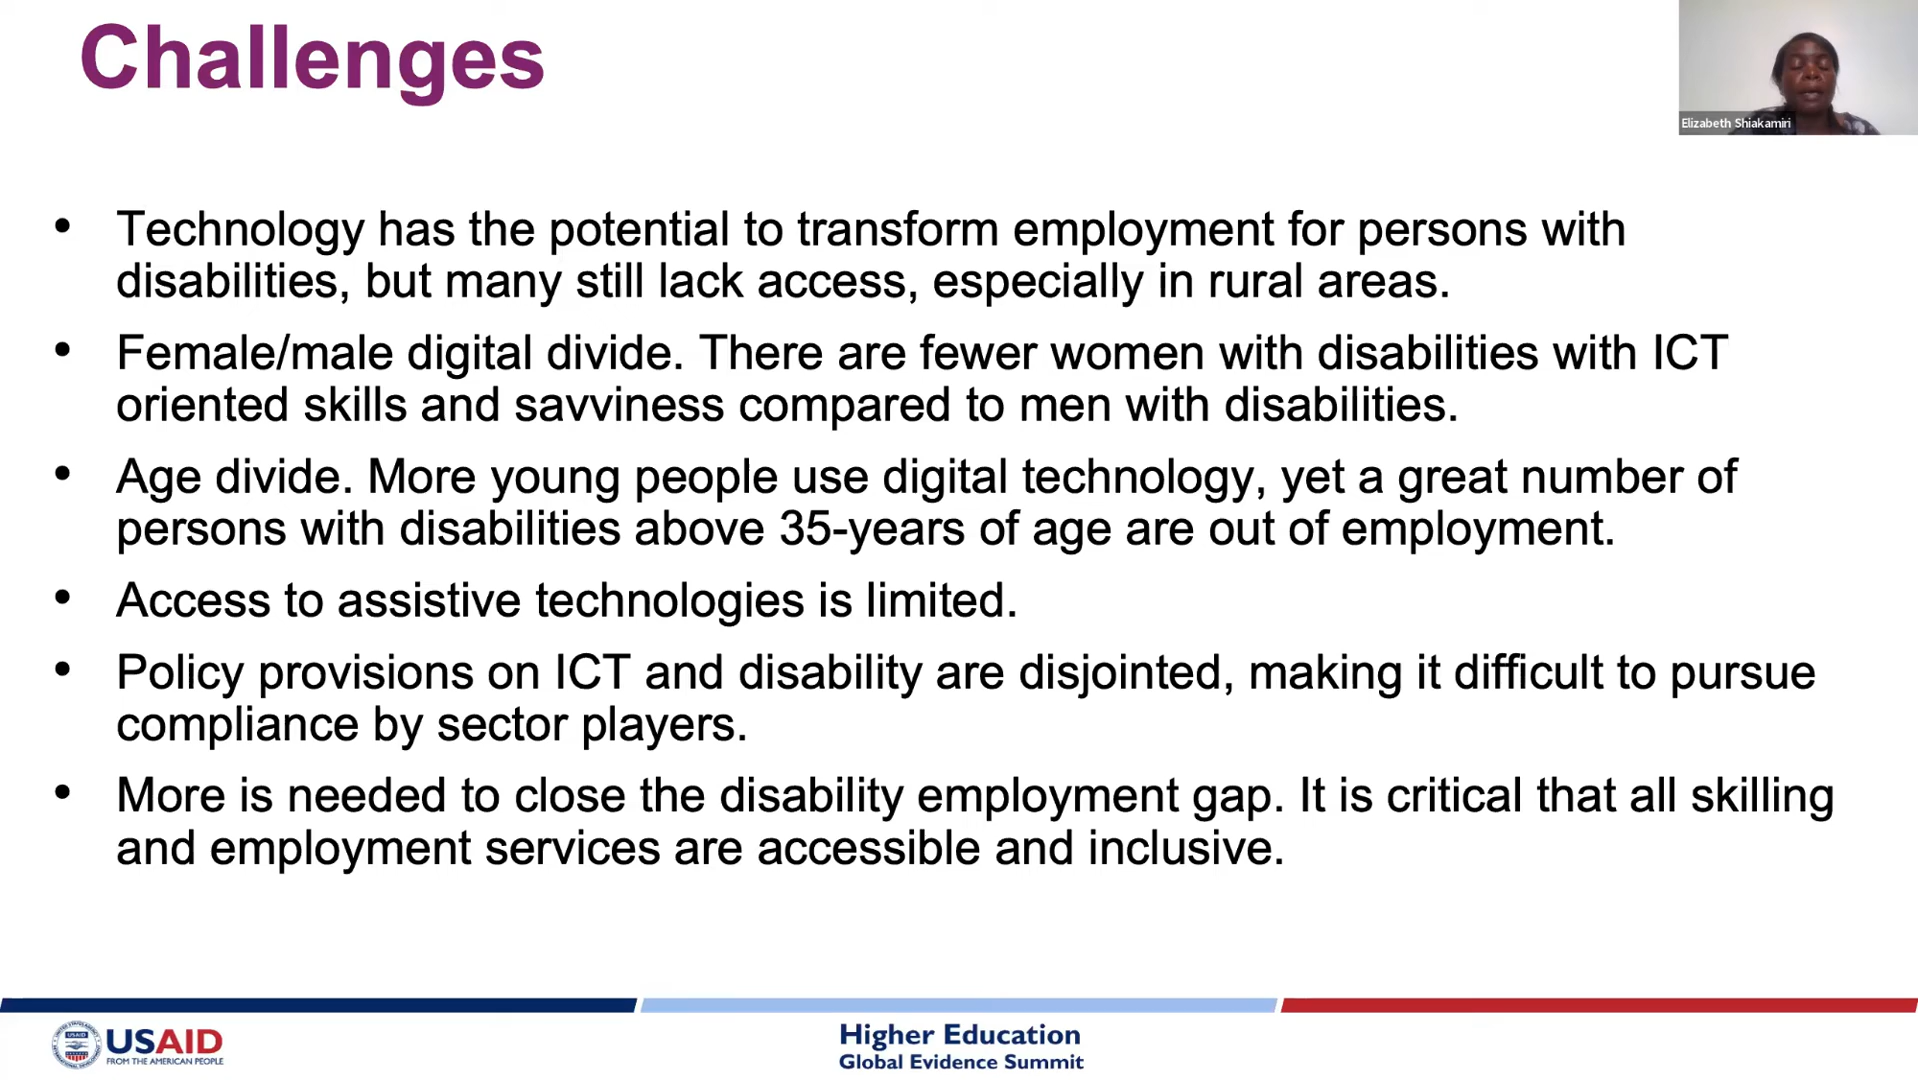 Challenges
Elizabeth Shiakamiri
• Technology has the potential to transform employment for persons with
disabilities, but many still lack access, especially in rural areas.
• Female/male digital divide. There are fewer women with disabilities with ICT
oriented skills and savviness compared to men with disabilities.
• Age divide. More young people use digital technology, yet a great number of
persons with disabilities above 35-years of age are out of employment.
• Access to assistive technologies is limited.
• Policy provisions on ICT and disability are disjointed, making it difficult to pursue
compliance by sector players.
• More is needed to close the disability employment gap. It is critical that all skilling
and employment services are accessible and inclusive.
USAID
FROM THE AMERICAN PEOPLE
Higher Education
Global Evidence Summit